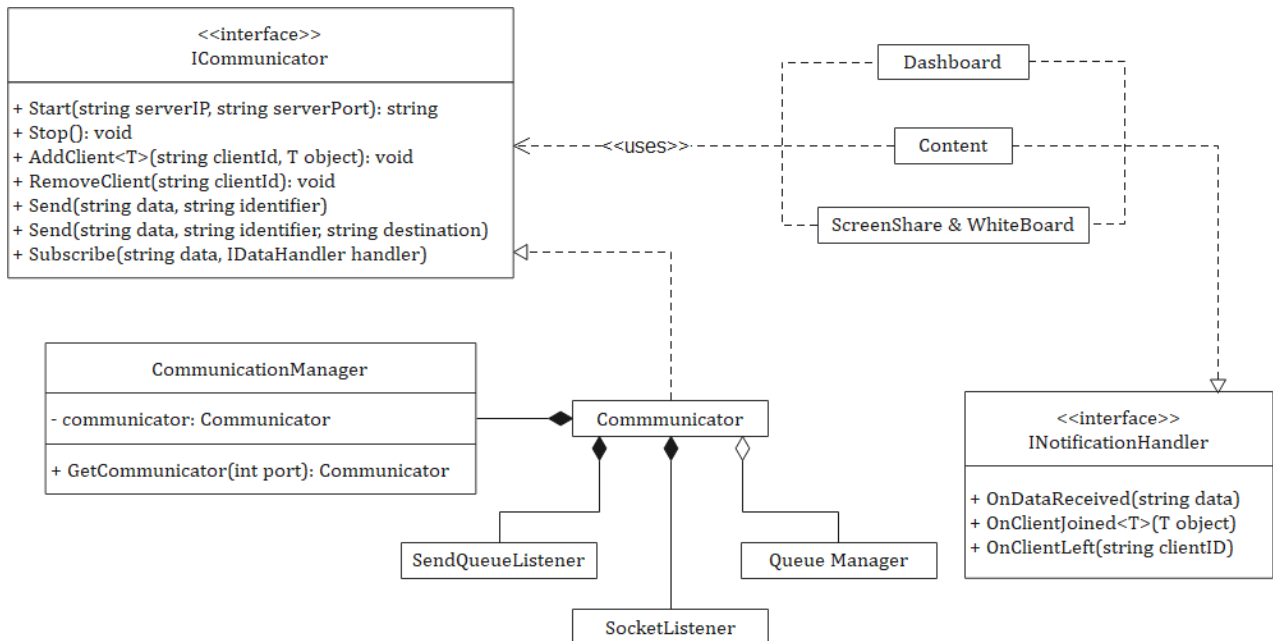 <<interface>>
ICommunicator
+ Start(string serverIP, string serverPort): string
+ Stop(): void
+ AddClient<T>(string clientId, T object): void
+ RemoveClient(string clientId): void
+ Send(string data, string identifier)
+ Send(string data, string identifier, string destination)
+ Subscribe(string data, IDataHandler handler)
<<uses>>
Dashboard
Content
ScreenShare & WhiteBoard
CommunicationManager
- communicator: Communicator
+ GetCommunicator(int port): Communicator
Commmunicator
SendQueueListener
SocketListener
Queue Manager
<<interface>>
INotificationHandler
+ OnDataReceived(string data)
+ OnClientJoined<T>(T object)
+ OnClientLeft(string clientID)